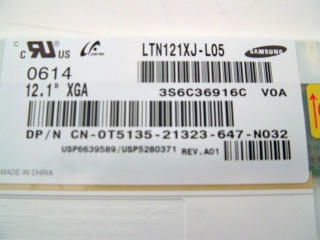 c RU US LTN121XJ-L05 SAMSUNG
0614
12.1" XGA 3S6C36916C V0A
DP/N CN-0T5135-21323-647-N032
USP6639589/USP5280371 REV.A01
MADE IN CHINA